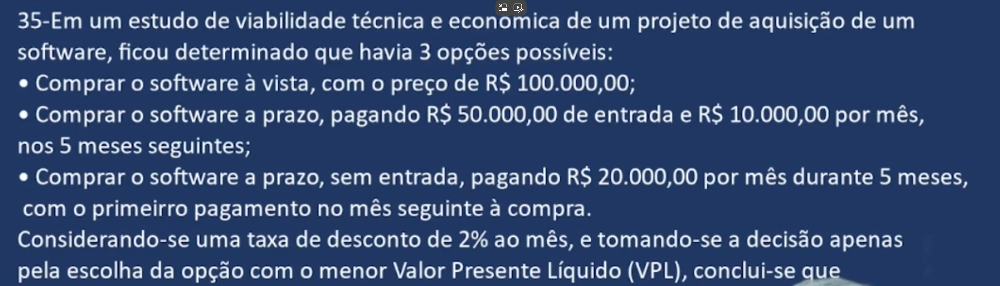 35-Em um estudo de viabilidade técnica e econômica de um projeto de aquisição de um
software, ficou determinado que havia 3 opções possíveis:
• Comprar o software à vista, com o preço de R$ 100.000,00;
• Comprar o software a prazo, pagando R$ 50.000,00 de entrada e R$ 10.000,00 por mês,
nos 5 meses seguintes;
• Comprar o software a prazo, sem entrada, pagando R$ 20.000,00 por mês durante 5 meses,
com o primeirro pagamento no mês seguinte à compra.
Considerando-se uma taxa de desconto de 2% ao mês, e tomando-se a decisão apenas
pela escolha da opção com o menor Valor Presente Líquido (VPL), conclui-se que